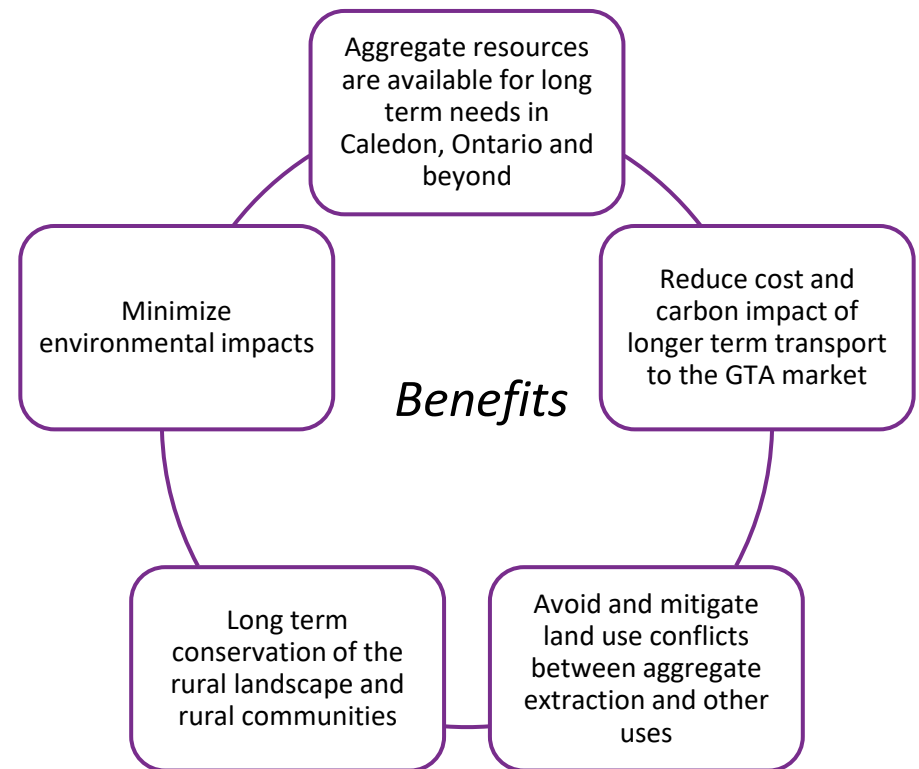 Aggregate resources
are available for long
term needs in
Caledon, Ontario and
beyond
Reduce cost and
carbon impact of
longer term transport
to the GTA market
Avoid and mitigate
land use conflicts
between aggregate
extraction and other
uses
Long term
conservation of the
rural landscape and
rural communities
Minimize
environmental impacts
Benefits